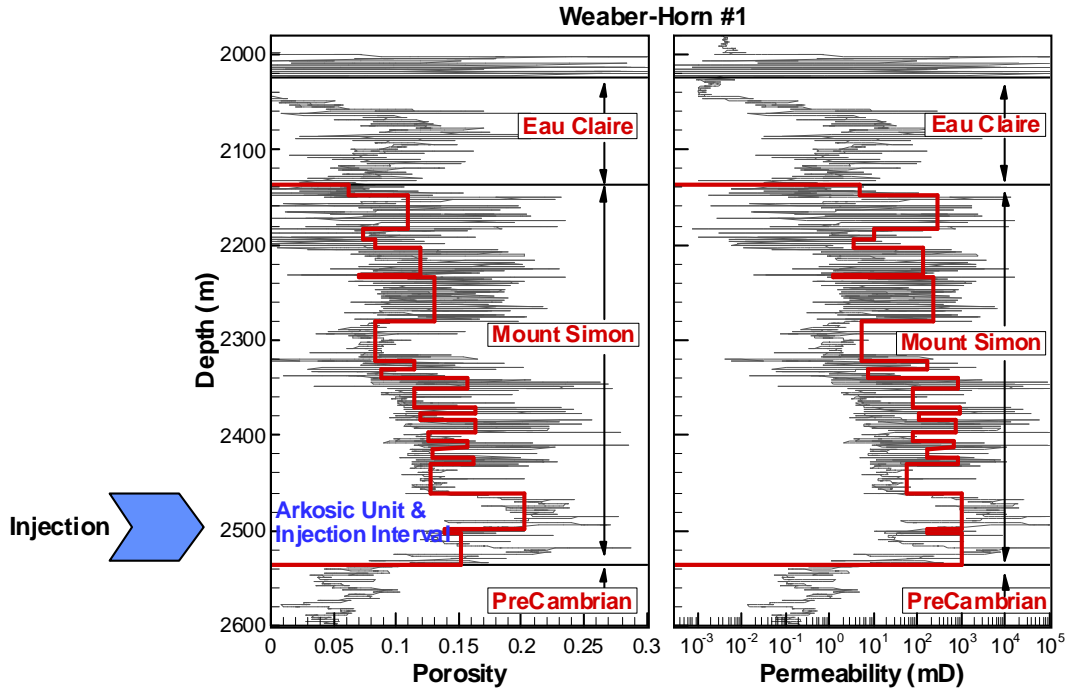 Weaber-Horn #1
Depth (m)
2000
2100
2200
2300
2400
2500
2600
Eau Claire
Mount Simon
Injection
Arkosic Unit &
Injection Interval
PreCambrian
0 0.05 0.1 0.15 0.2 0.25 0.3
Porosity
Eau Claire
Mount Simon
PreCambrian
10⁻³ 10⁻² 10⁻¹ 10⁰ 10¹ 10² 10³ 10⁴ 10⁵
Permeability (mD)